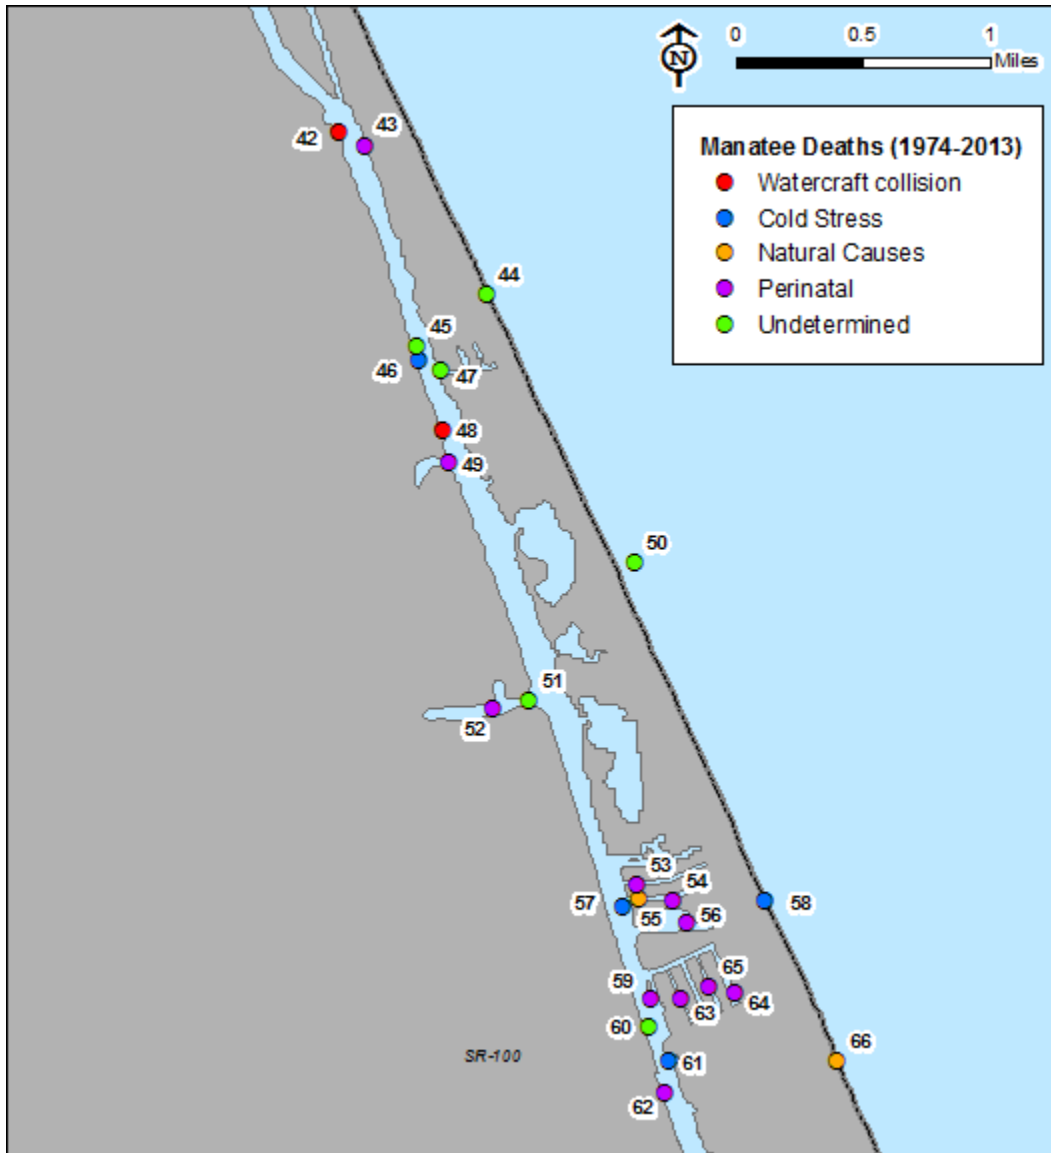 0 0.5 1
N
Miles
Manatee Deaths (1974-2013)
Watercraft collision
Cold Stress
Natural Causes
Perinatal
Undetermined
42
43
44
45
46
47
48
49
50
51
52
53
54
55
56
57
58
59
60
61
62
63
64
65
66
SR-100